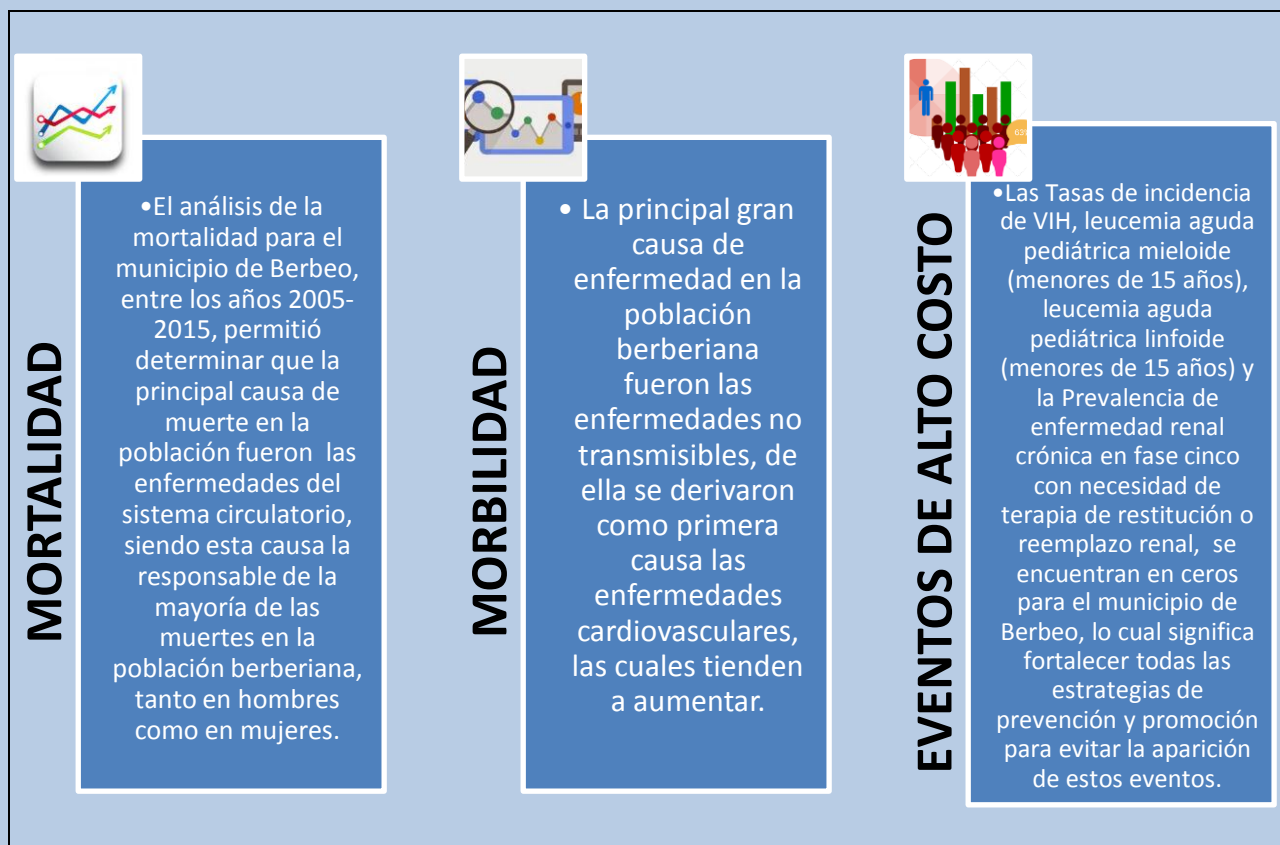 MORTALIDAD
•El análisis de la
mortalidad para el
municipio de Berbeo,
entre los años 2005-
2015, permitió
determinar que la
principal causa de
muerte en la
población fueron las
enfermedades del
sistema circulatorio,
siendo esta causa la
responsable de la
mayoría de las
muertes en la
población berberiana,
tanto en hombres
como en mujeres.
MORBILIDAD
• La principal gran
causa de
enfermedad en la
población
berberiana
fueron las
enfermedades no
transmisibles, de
ella se derivaron
como primera
causa las
enfermedades
cardiovasculares,
las cuales tienden
a aumentar.
EVENTOS DE ALTO COSTO
•Las Tasas de incidencia
de VIH, leucemia aguda
pediátrica mieloide
(menores de 15 años),
leucemia aguda
pediátrica linfoide
(menores de 15 años) y
la Prevalencia de
enfermedad renal
crónica en fase cinco
con necesidad de
terapia de restitución o
reemplazo renal, se
encuentran en ceros
para el municipio de
Berbeo, lo cual significa
fortalecer todas las
estrategias de
prevención y promoción
para evitar la aparición
de estos eventos.